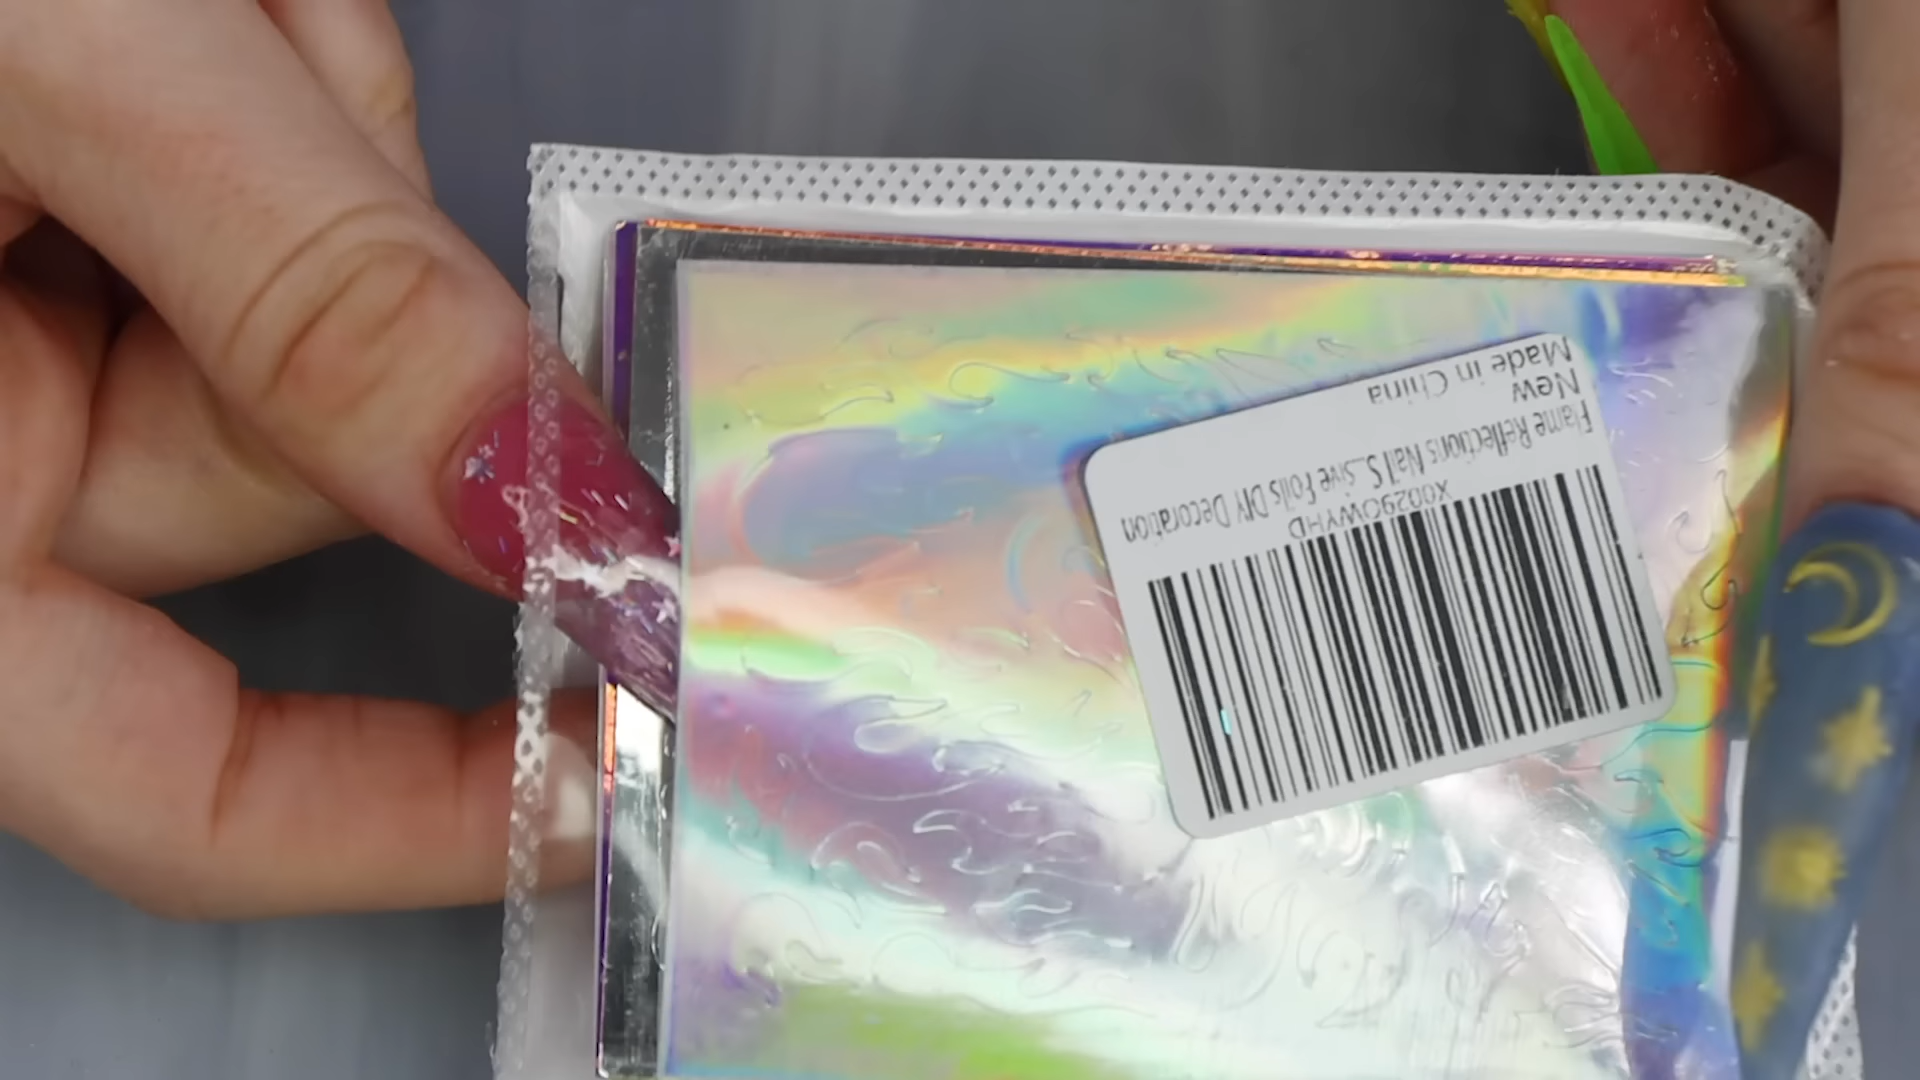 X0029OWYHD
Flame Reflections Nail S...sive Foils DIY Decoration
New
Made in China